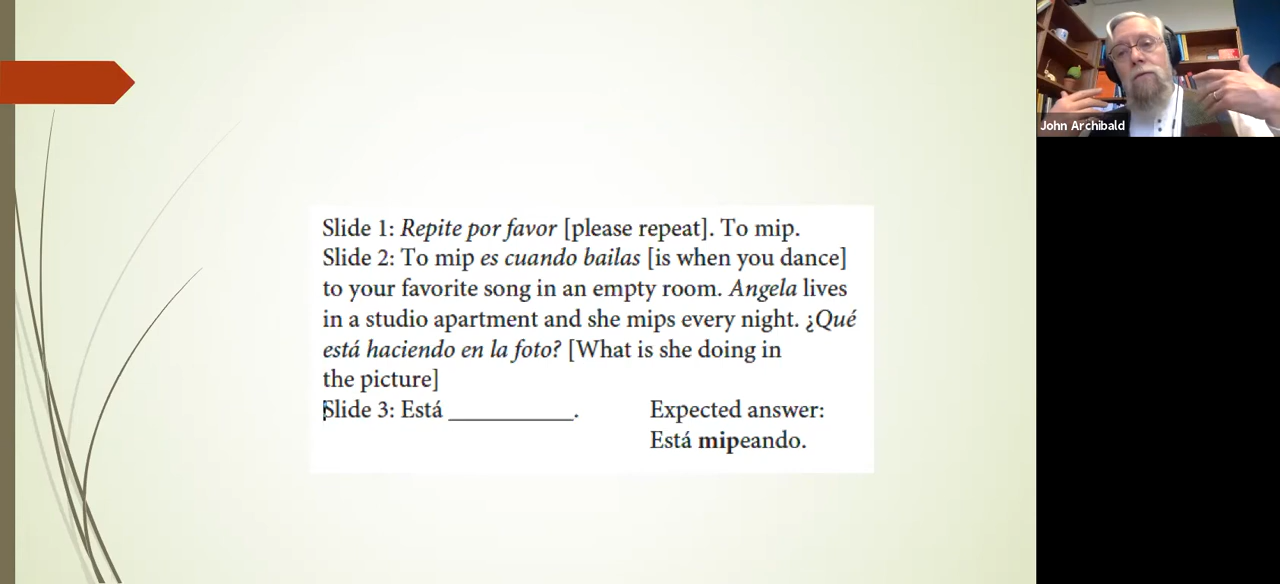 Slide 1: Repite por favor [please repeat]. To mip.
Slide 2: To mip es cuando bailas [is when you dance]
to your favorite song in an empty room. Angela lives
in a studio apartment and she mips every night. ¿Qué
está haciendo en la foto? [What is she doing in
the picture]
Slide 3: Está __________.
Expected answer:
Está mipeando.
John Archibald